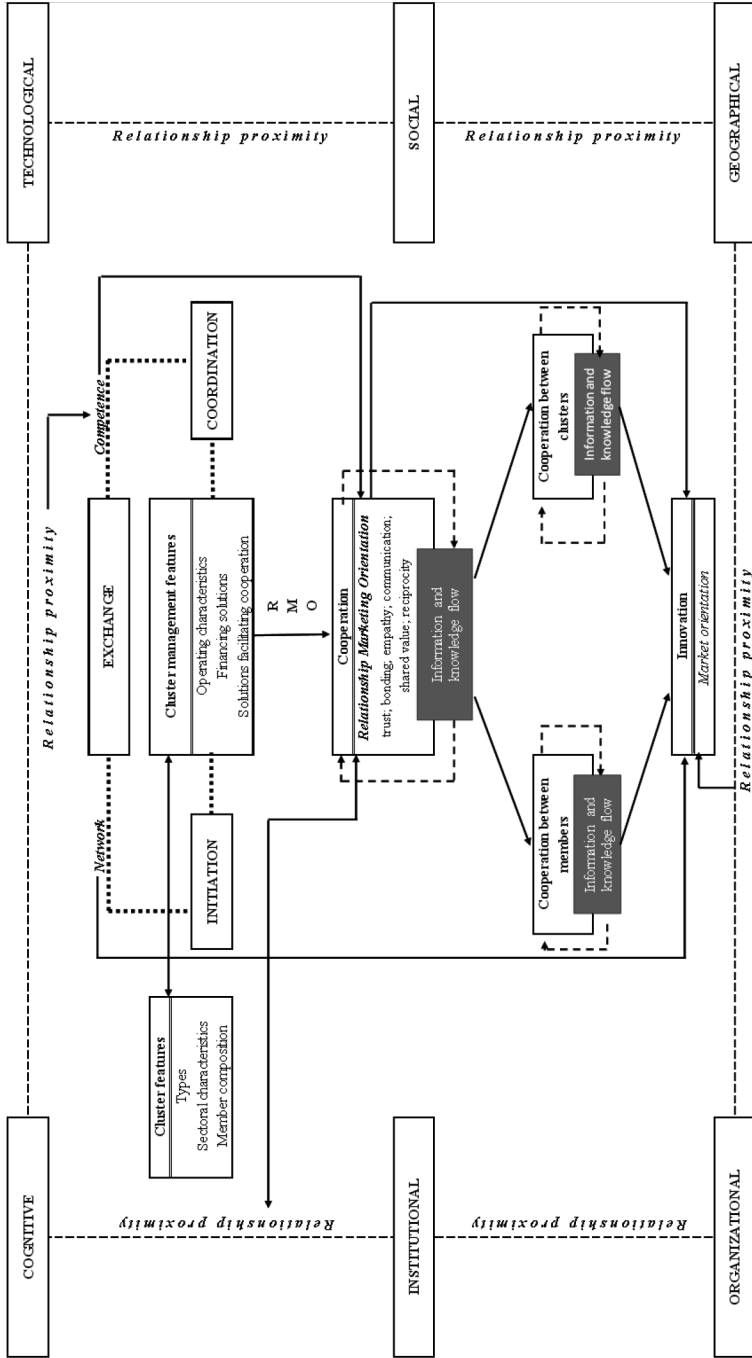 COGNITIVE
TECHNOLOGICAL
Relationship proximity
Network
EXCHANGE
Competence
INITIATION
COORDINATION
Cluster features
Types
Sectoral characteristics
Member composition
Cluster management features
Operating characteristics
Financing solutions
Solutions facilitating cooperation
R
M
O
Relationship proximity
Relationship proximity
Cooperation
Relationship Marketing Orientation
trust; bonding; empathy; communication;
shared value; reciprocity
Information and
knowledge flow
INSTITUTIONAL
SOCIAL
Cooperation between
members
Information and
knowledge flow
Cooperation between
clusters
Information and
knowledge flow
Relationship proximity
Relationship proximity
Innovation
Market orientation
ORGANIZATIONAL
GEOGRAPHICAL
Relationship proximity